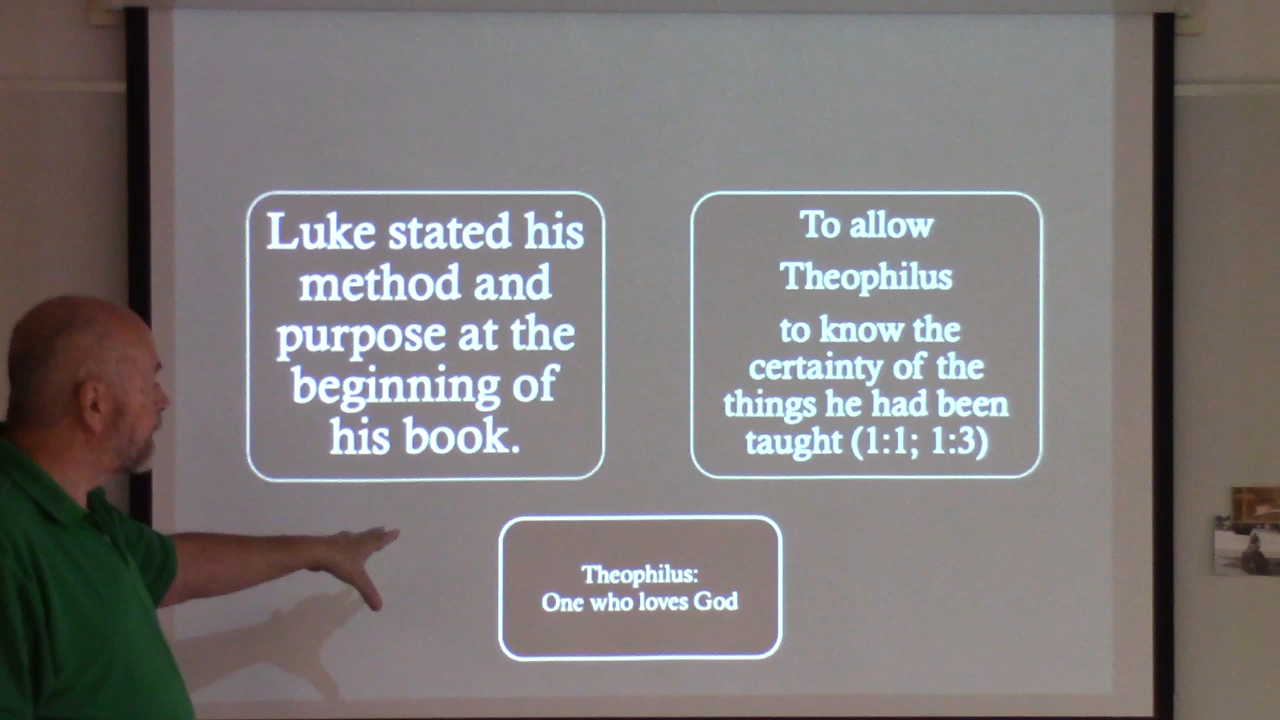 Luke stated his
method and
purpose at the
beginning of
his book.
To allow
Theophilus
to know the
certainty of the
things he had been
taught (1:1; 1:3)
Theophilus:
One who loves God